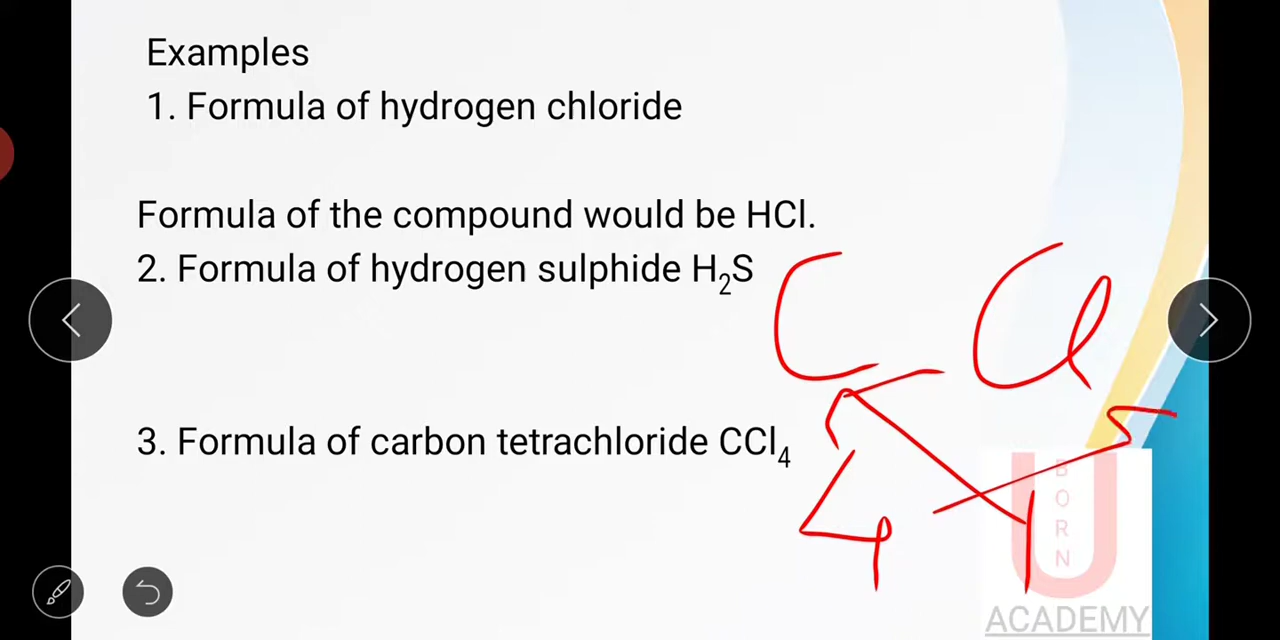 Examples
1. Formula of hydrogen chloride
Formula of the compound would be HCl.
2. Formula of hydrogen sulphide H₂S
C Cl
3. Formula of carbon tetrachloride CCl₄
4 1
U
BORN
ACADEMY